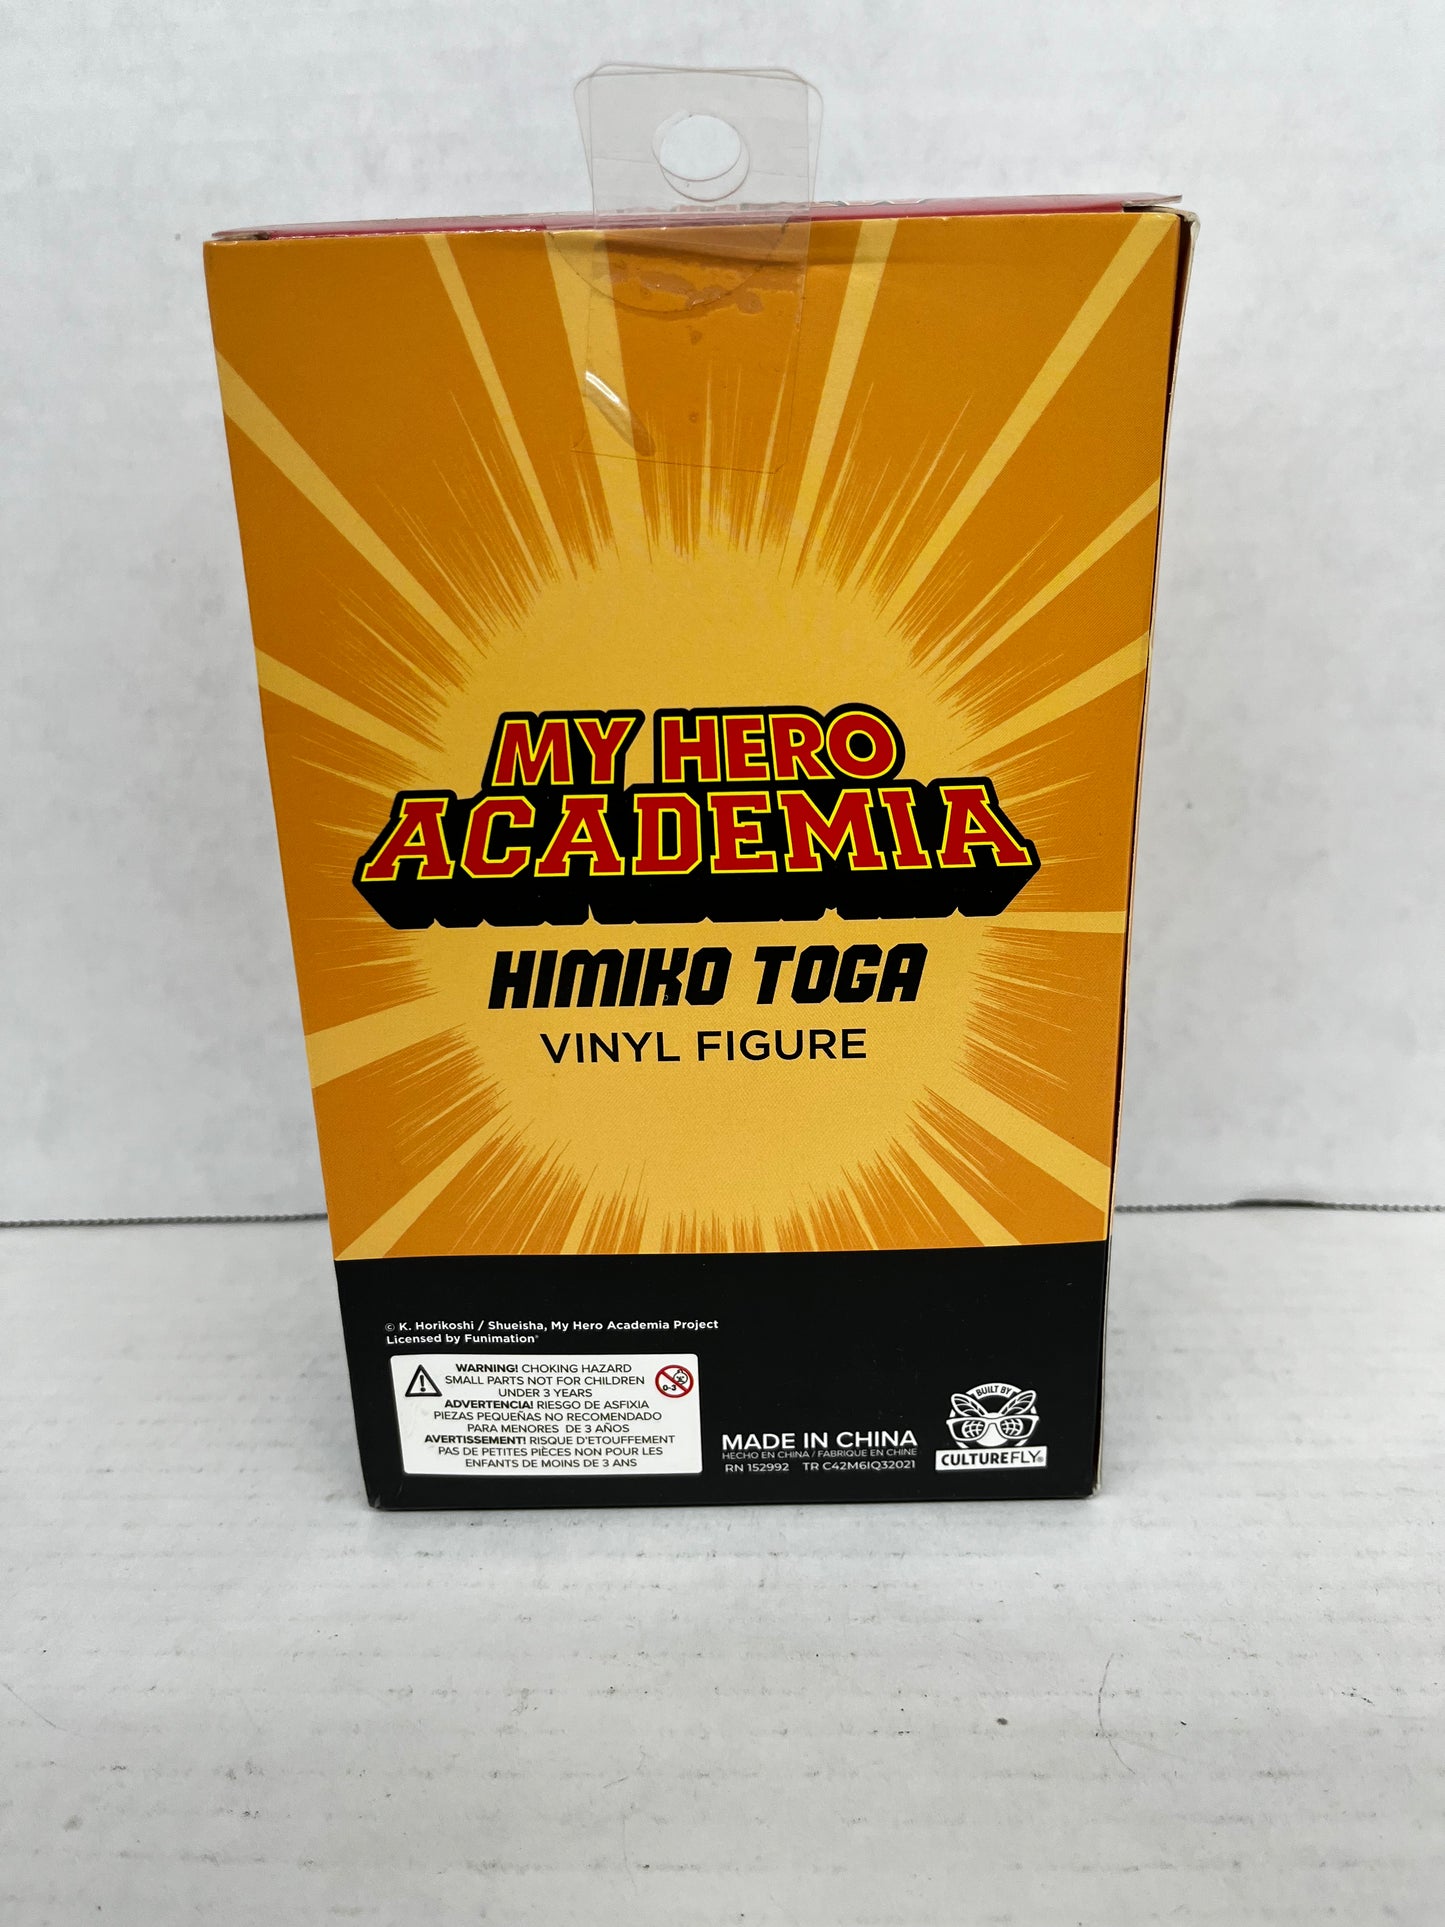 MY HERO
ACADEMIA
HIMIKO TOGA
VINYL FIGURE
© K. Horikoshi / Shueisha, My Hero Academia Project
Licensed by Funimation®
WARNING! CHOKING HAZARD
SMALL PARTS NOT FOR CHILDREN
UNDER 3 YEARS
ADVERTENCIA! RIESGO DE ASFIXIA
PIEZAS PEQUEÑAS NO RECOMENDADO
PARA MENORES DE 3 AÑOS
AVERTISSEMENT! RISQUE D'ÉTOUFFEMENT
PAS DE PETITES PIÈCES NON POUR LES
ENFANTS DE MOINS DE 3 ANS
0-3
MADE IN CHINA
HECHO EN CHINA / FABRIQUE EN CHINE
RN 152992 TR C42M6IQ32021
BUILT BY
CULTUREFLY®